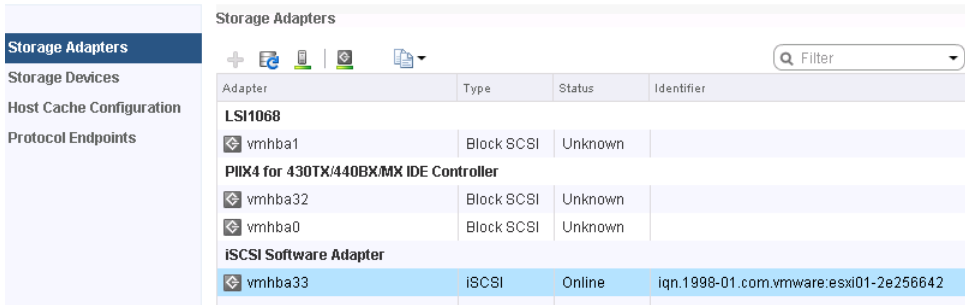 Storage Adapters
Storage Adapters
Storage Devices
Host Cache Configuration
Protocol Endpoints
Filter
Adapter Type Status Identifier
LSI1068
vmhba1 Block SCSI Unknown
PIIX4 for 430TX/440BX/MX IDE Controller
vmhba32 Block SCSI Unknown
vmhba0 Block SCSI Unknown
iSCSI Software Adapter
vmhba33 iSCSI Online iqn.1998-01.com.vmware:esxi01-2e256642